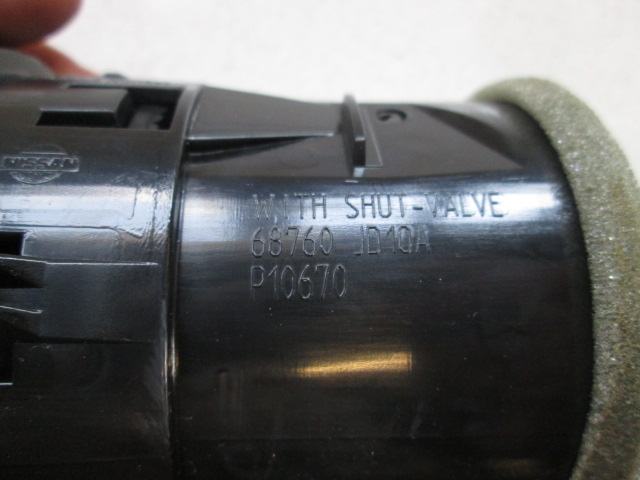 NISSAN
WITH SHUT-VALVE
68760 JD10A
P10670